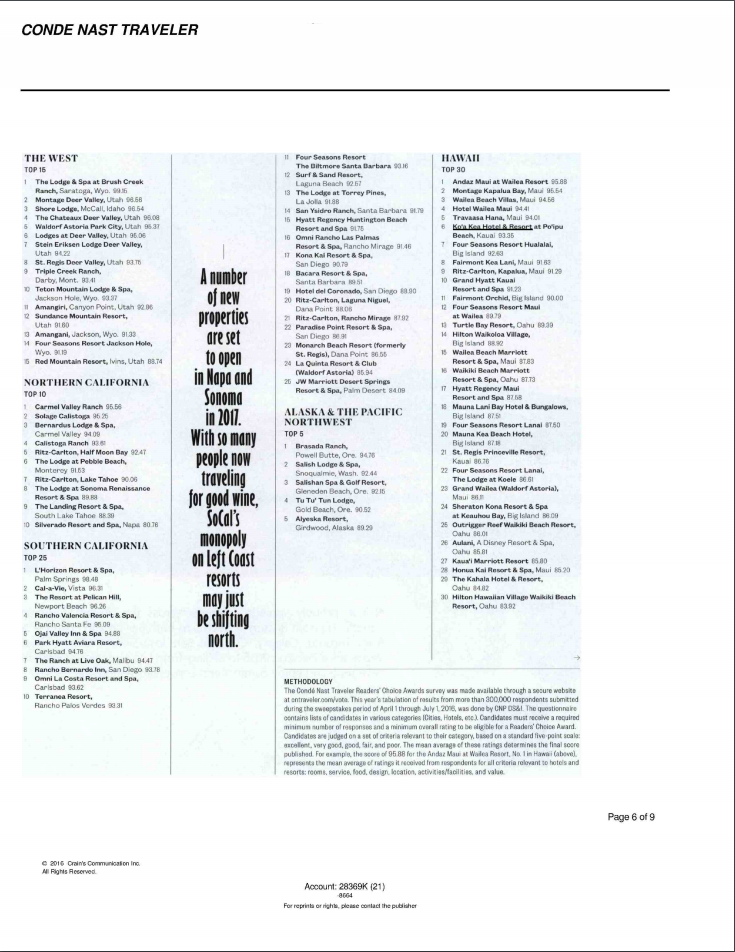 CONDE NAST TRAVELER
THE WEST
TOP 15
1 The Lodge & Spa at Brush Creek
Ranch, Saratoga, Wyo. 99.15
2 Montage Deer Valley, Utah 96.56
3 Shore Lodge, McCall, Idaho 96.54
4 The Chateaux Deer Valley, Utah 96.08
5 Waldorf Astoria Park City, Utah 95.37
6 Lodges at Deer Valley, Utah 95.06
7 Stein Eriksen Lodge Deer Valley,
Utah 94.22
8 St. Regis Deer Valley, Utah 93.75
9 Triple Creek Ranch,
Darby, Mont. 93.41
10 Teton Mountain Lodge & Spa,
Jackson Hole, Wyo. 93.37
11 Amangiri, Canyon Point, Utah 92.96
12 Sundance Mountain Resort,
Utah 91.69
13 Amangani, Jackson, Wyo. 91.33
14 Four Seasons Resort Jackson Hole,
Wyo. 91.19
15 Red Mountain Resort, Ivins, Utah 88.74
NORTHERN CALIFORNIA
TOP 10
1 Carmel Valley Ranch 95.56
2 Solage Calistoga 95.25
3 Bernardus Lodge & Spa,
Carmel Valley 94.09
4 Calistoga Ranch 93.61
5 Ritz-Carlton, Half Moon Bay 92.47
6 The Lodge at Pebble Beach,
Monterey 91.53
7 Ritz-Carlton, Lake Tahoe 90.06
8 The Lodge at Sonoma Renaissance
Resort & Spa 89.88
9 The Landing Resort & Spa,
South Lake Tahoe 88.39
10 Silverado Resort and Spa, Napa 80.76
SOUTHERN CALIFORNIA
TOP 25
1 L'Horizon Resort & Spa,
Palm Springs 98.49
2 Cal-a-Vie, Vista 96.31
3 The Resort at Pelican Hill,
Newport Beach 96.26
4 Rancho Valencia Resort & Spa,
Rancho Santa Fe 95.09
5 Ojai Valley Inn & Spa 94.88
6 Park Hyatt Aviara Resort,
Carlsbad 94.76
7 The Ranch at Live Oak, Malibu 94.47
8 Rancho Bernardo Inn, San Diego 93.78
9 Omni La Costa Resort and Spa,
Carlsbad 93.62
10 Terranea Resort,
Rancho Palos Verdes 93.31
A number
of new
properties
are set
to open
in Napa and
Sonoma
in 2017.
With so many
people now
traveling
for good wine,
SoCal's
monopoly
on Left Coast
resorts
may just
be shifting
north.
11 Four Seasons Resort
The Biltmore Santa Barbara 93.16
12 Surf & Sand Resort,
Laguna Beach 92.57
13 The Lodge at Torrey Pines,
La Jolla 91.88
14 San Ysidro Ranch, Santa Barbara 91.79
15 Hyatt Regency Huntington Beach
Resort and Spa 91.75
16 Omni Rancho Las Palmas
Resort & Spa, Rancho Mirage 91.46
17 Kona Kai Resort & Spa,
San Diego 90.79
18 Bacara Resort & Spa,
Santa Barbara 89.51
19 Hotel del Coronado, San Diego 88.90
20 Ritz-Carlton, Laguna Niguel,
Dana Point 88.06
21 Ritz-Carlton, Rancho Mirage 87.92
22 Paradise Point Resort & Spa,
San Diego 86.91
23 Monarch Beach Resort (formerly
St. Regis), Dana Point 86.55
24 La Quinta Resort & Club
(Waldorf Astoria) 85.94
25 JW Marriott Desert Springs
Resort & Spa, Palm Desert 84.09
ALASKA & THE PACIFIC
NORTHWEST
TOP 5
1 Brasada Ranch,
Powell Butte, Ore. 94.76
2 Salish Lodge & Spa,
Snoqualmie, Wash. 92.44
3 Salishan Spa & Golf Resort,
Gleneden Beach, Ore. 92.15
4 Tu Tu' Tun Lodge,
Gold Beach, Ore. 90.52
5 Alyeska Resort,
Girdwood, Alaska 89.29
HAWAII
TOP 30
1 Andaz Maui at Wailea Resort 95.88
2 Montage Kapalua Bay, Maui 95.54
3 Wailea Beach Villas, Maui 94.56
4 Hotel Wailea Maui 94.41
5 Travaasa Hana, Maui 94.01
6 Ko'a Kea Hotel & Resort at Po'ipu
Beach, Kauai 93.35
7 Four Seasons Resort Hualalai,
Big Island 92.63
8 Fairmont Kea Lani, Maui 91.63
9 Ritz-Carlton, Kapalua, Maui 91.29
10 Grand Hyatt Kauai
Resort and Spa 91.23
11 Fairmont Orchid, Big Island 90.00
12 Four Seasons Resort Maui
at Wailea 89.79
13 Turtle Bay Resort, Oahu 89.39
14 Hilton Waikoloa Village,
Big Island 88.92
15 Wailea Beach Marriott
Resort & Spa, Maui 87.83
16 Waikiki Beach Marriott
Resort & Spa, Oahu 87.73
17 Hyatt Regency Maui
Resort and Spa 87.58
18 Mauna Lani Bay Hotel & Bungalows,
Big Island 87.51
19 Four Seasons Resort Lanai 87.50
20 Mauna Kea Beach Hotel,
Big Island 87.18
21 St. Regis Princeville Resort,
Kauai 86.76
22 Four Seasons Resort Lanai,
The Lodge at Koele 86.61
23 Grand Wailea (Waldorf Astoria),
Maui 86.11
24 Sheraton Kona Resort & Spa
at Keauhou Bay, Big Island 86.09
25 Outrigger Reef Waikiki Beach Resort,
Oahu 86.01
26 Aulani, A Disney Resort & Spa,
Oahu 85.81
27 Kaua'i Marriott Resort 85.80
28 Honua Kai Resort & Spa, Maui 85.20
29 The Kahala Hotel & Resort,
Oahu 84.62
30 Hilton Hawaiian Village Waikiki Beach
Resort, Oahu 83.92
→
METHODOLOGY
The Condé Nast Traveler Readers' Choice Awards survey was made available through a secure website
at cntraveler.com/vote. This year's tabulation of results from more than 300,000 respondents submitted
during the sweepstakes period of April 1 through July 1, 2016, was done by CNP DS&I. The questionnaire
contains lists of candidates in various categories (Cities, Hotels, etc.). Candidates must receive a required
minimum number of responses and a minimum overall rating to be eligible for a Readers' Choice Award.
Candidates are judged on a set of criteria relevant to their category, based on a standard five-point scale:
excellent, very good, good, fair, and poor. The mean average of these ratings determines the final score
published. For example, the score of 95.88 for the Andaz Maui at Wailea Resort, No. 1 in Hawaii (above),
represents the mean average of ratings it received from respondents for all criteria relevant to hotels and
resorts: rooms, service, food, design, location, activities/facilities, and value.
Page 6 of 9
© 2016 Crain's Communication Inc.
All Rights Reserved.
Account: 28369K (21)
-8664
For reprints or rights, please contact the publisher